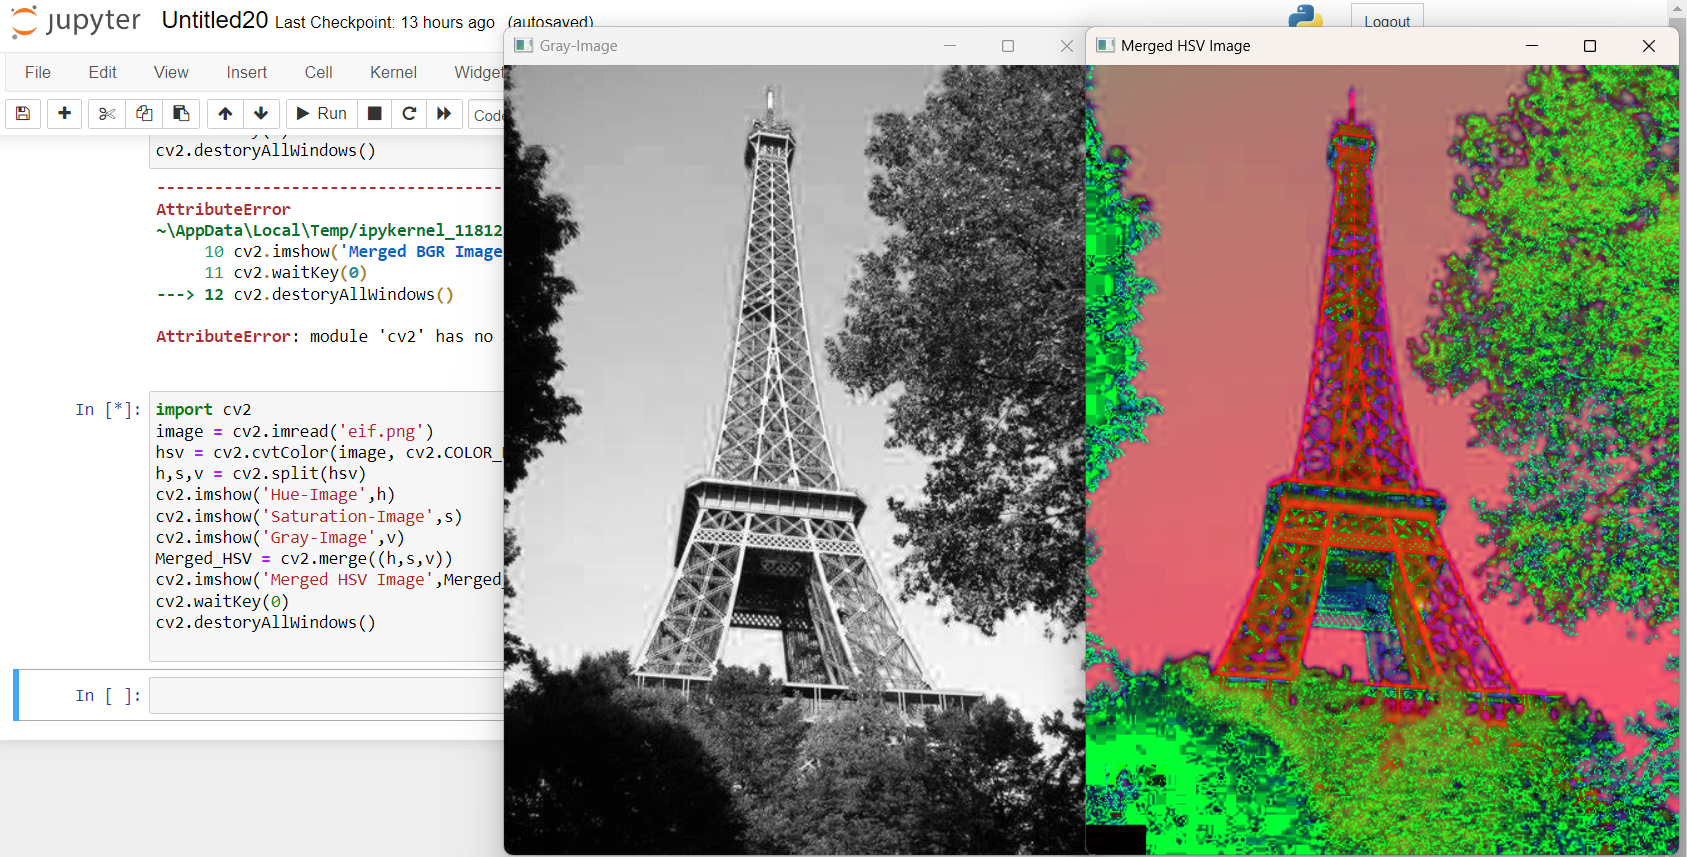 jupyter Untitled20 Last Checkpoint: 13 hours ago (autosaved)
Logout
File Edit View Insert Cell Kernel Widget
Run Code
cv2.destoryAllWindows()
AttributeError
~\AppData\Local\Temp/ipykernel_11812
10 cv2.imshow('Merged BGR Image
11 cv2.waitKey(0)
---> 12 cv2.destoryAllWindows()
AttributeError: module 'cv2' has no
In [*]:
import cv2
image = cv2.imread('eif.png')
hsv = cv2.cvtColor(image, cv2.COLOR_
h,s,v = cv2.split(hsv)
cv2.imshow('Hue-Image',h)
cv2.imshow('Saturation-Image',s)
cv2.imshow('Gray-Image',v)
Merged_HSV = cv2.merge((h,s,v))
cv2.imshow('Merged HSV Image',Merged_
cv2.waitKey(0)
cv2.destoryAllWindows()
In [ ]:
Gray-Image
Merged HSV Image